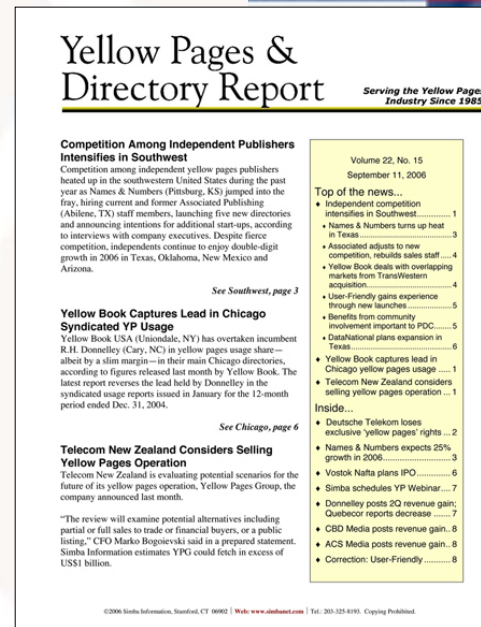 Yellow Pages &
Directory Report
Serving the Yellow Pages
Industry Since 1985
Competition Among Independent Publishers
Intensifies in Southwest
Competition among independent yellow pages publishers
heated up in the southwestern United States during the past
year as Names & Numbers (Pittsburg, KS) jumped into the
fray, hiring current and former Associated Publishing
(Abilene, TX) staff members, launching five new directories
and announcing intentions for additional start-ups, according
to interviews with company executives. Despite fierce
competition, independents continue to enjoy double-digit
growth in 2006 in Texas, Oklahoma, New Mexico and
Arizona.
See Southwest, page 3
Yellow Book Captures Lead in Chicago
Syndicated YP Usage
Yellow Book USA (Uniondale, NY) has overtaken incumbent
R.H. Donnelley (Cary, NC) in yellow pages usage share—
albeit by a slim margin—in their main Chicago directories,
according to figures released last month by Yellow Book. The
latest report reverses the lead held by Donnelley in the
syndicated usage reports issued in January for the 12-month
period ended Dec. 31, 2004.
See Chicago, page 6
Telecom New Zealand Considers Selling
Yellow Pages Operation
Telecom New Zealand is evaluating potential scenarios for the
future of its yellow pages operation, Yellow Pages Group, the
company announced last month.
“The review will examine potential alternatives including
partial or full sales to trade or financial buyers, or a public
listing,” CFO Marko Bogoievski said in a prepared statement.
Simba Information estimates YPG could fetch in excess of
US$1 billion.
Volume 22, No. 15
September 11, 2006
Top of the news...
♦ Independent competition
intensifies in Southwest.............. 1
♦ Names & Numbers turns up heat
in Texas.....................................3
♦ Associated adjusts to new
competition, rebuilds sales staff.....4
♦ Yellow Book deals with overlapping
markets from TransWestern
acquisition..................................4
♦ User-Friendly gains experience
through new launches..................5
♦ Benefits from community
involvement important to PDC.......5
♦ DataNational plans expansion in
Texas.........................................6
♦ Yellow Book captures lead in
Chicago yellow pages usage ..... 1
♦ Telecom New Zealand considers
selling yellow pages operation ... 1
Inside...
♦ Deutsche Telekom loses
exclusive ‘yellow pages’ rights ... 2
♦ Names & Numbers expects 25%
growth in 2006........................... 3
♦ Vostok Nafta plans IPO............. 6
♦ Simba schedules YP Webinar.... 7
♦ Donnelley posts 2Q revenue gain;
Quebecor reports decrease ....... 7
♦ CBD Media posts revenue gain.. 8
♦ ACS Media posts revenue gain.. 8
♦ Correction: User-Friendly .......... 8
©2006 Simba Information, Stamford, CT 06902 | Web: www.simbanet.com | Tel.: 203-325-8193. Copying Prohibited.